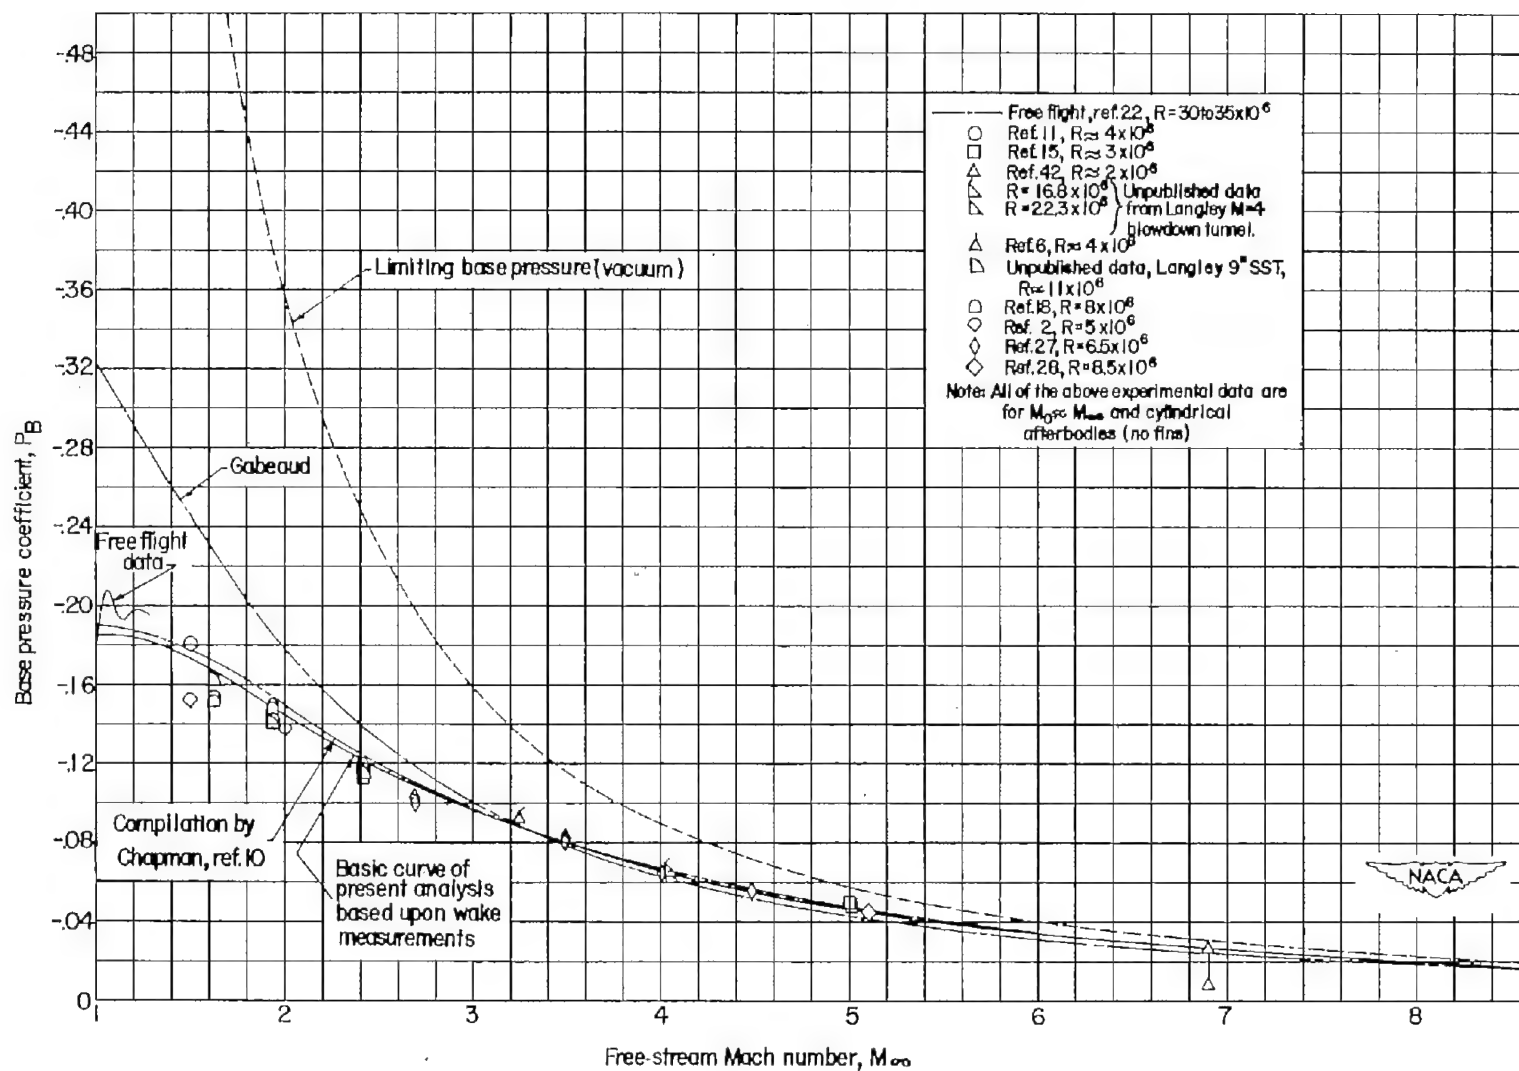 -.48
-.44
-.40
-.36
-.32
-.28
-.24
-.20
-.16
-.12
-.08
-.04
0
Base pressure coefficient, P_B
1 2 3 4 5 6 7 8
Free-stream Mach number, M∞
Free flight, ref. 22, R=30 to 35x10⁶
Ref. 11, R≈ 4x10⁶
Ref. 15, R≈ 3x10⁶
Ref. 42, R≈ 2x10⁶
R= 16.8x10⁶
R=22.3x10⁶
Unpublished data
from Langley M=4
blowdown tunnel.
Ref. 6, R≈ 4x10⁶
Unpublished data, Langley 9" SST,
R≈ 11x10⁶
Ref. 18, R=8x10⁶
Ref. 2, R=5x10⁶
Ref. 27, R=6.5x10⁶
Ref. 28, R=8.5x10⁶
Note: All of the above experimental data are
for M₀≈ M∞ and cylindrical
afterbodies (no fins)
Limiting base pressure (vacuum)
Gabeaud
Free flight
data
Compilation by
Chapman, ref. 10
Basic curve of
present analysis
based upon wake
measurements
NACA